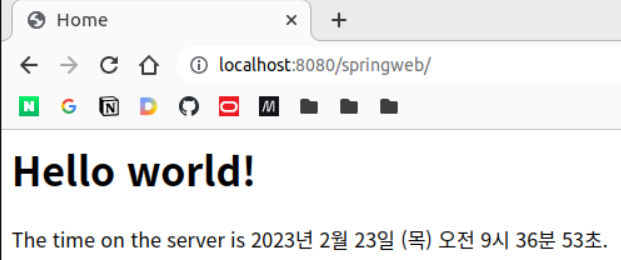 Home
localhost:8080/springweb/
N G N D M
Hello world!
The time on the server is 2023년 2월 23일 (목) 오전 9시 36분 53초.